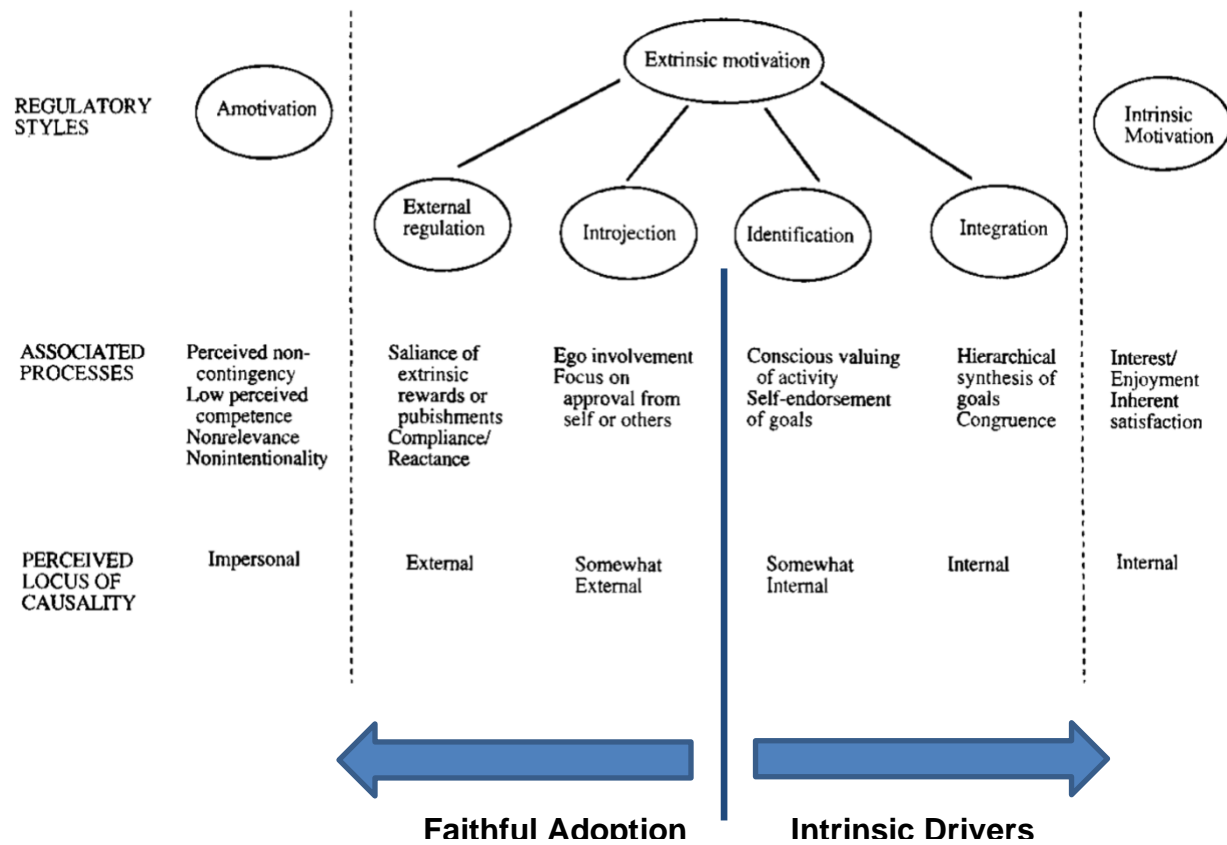 Extrinsic motivation
REGULATORY
STYLES
Amotivation
Intrinsic
Motivation
External
regulation
Introjection
Identification
Integration
ASSOCIATED
PROCESSES
Perceived non-
contingency
Low perceived
competence
Nonrelevance
Nonintentionality
Saliance of
extrinsic
rewards or
pubishments
Compliance/
Reactance
Ego involvement
Focus on
approval from
self or others
Conscious valuing
of activity
Self-endorsement
of goals
Hierarchical
synthesis of
goals
Congruence
Interest/
Enjoyment
Inherent
satisfaction
PERCEIVED
LOCUS OF
CAUSALITY
Impersonal
External
Somewhat
External
Somewhat
Internal
Internal
Internal
Faithful Adoption
Intrinsic Drivers